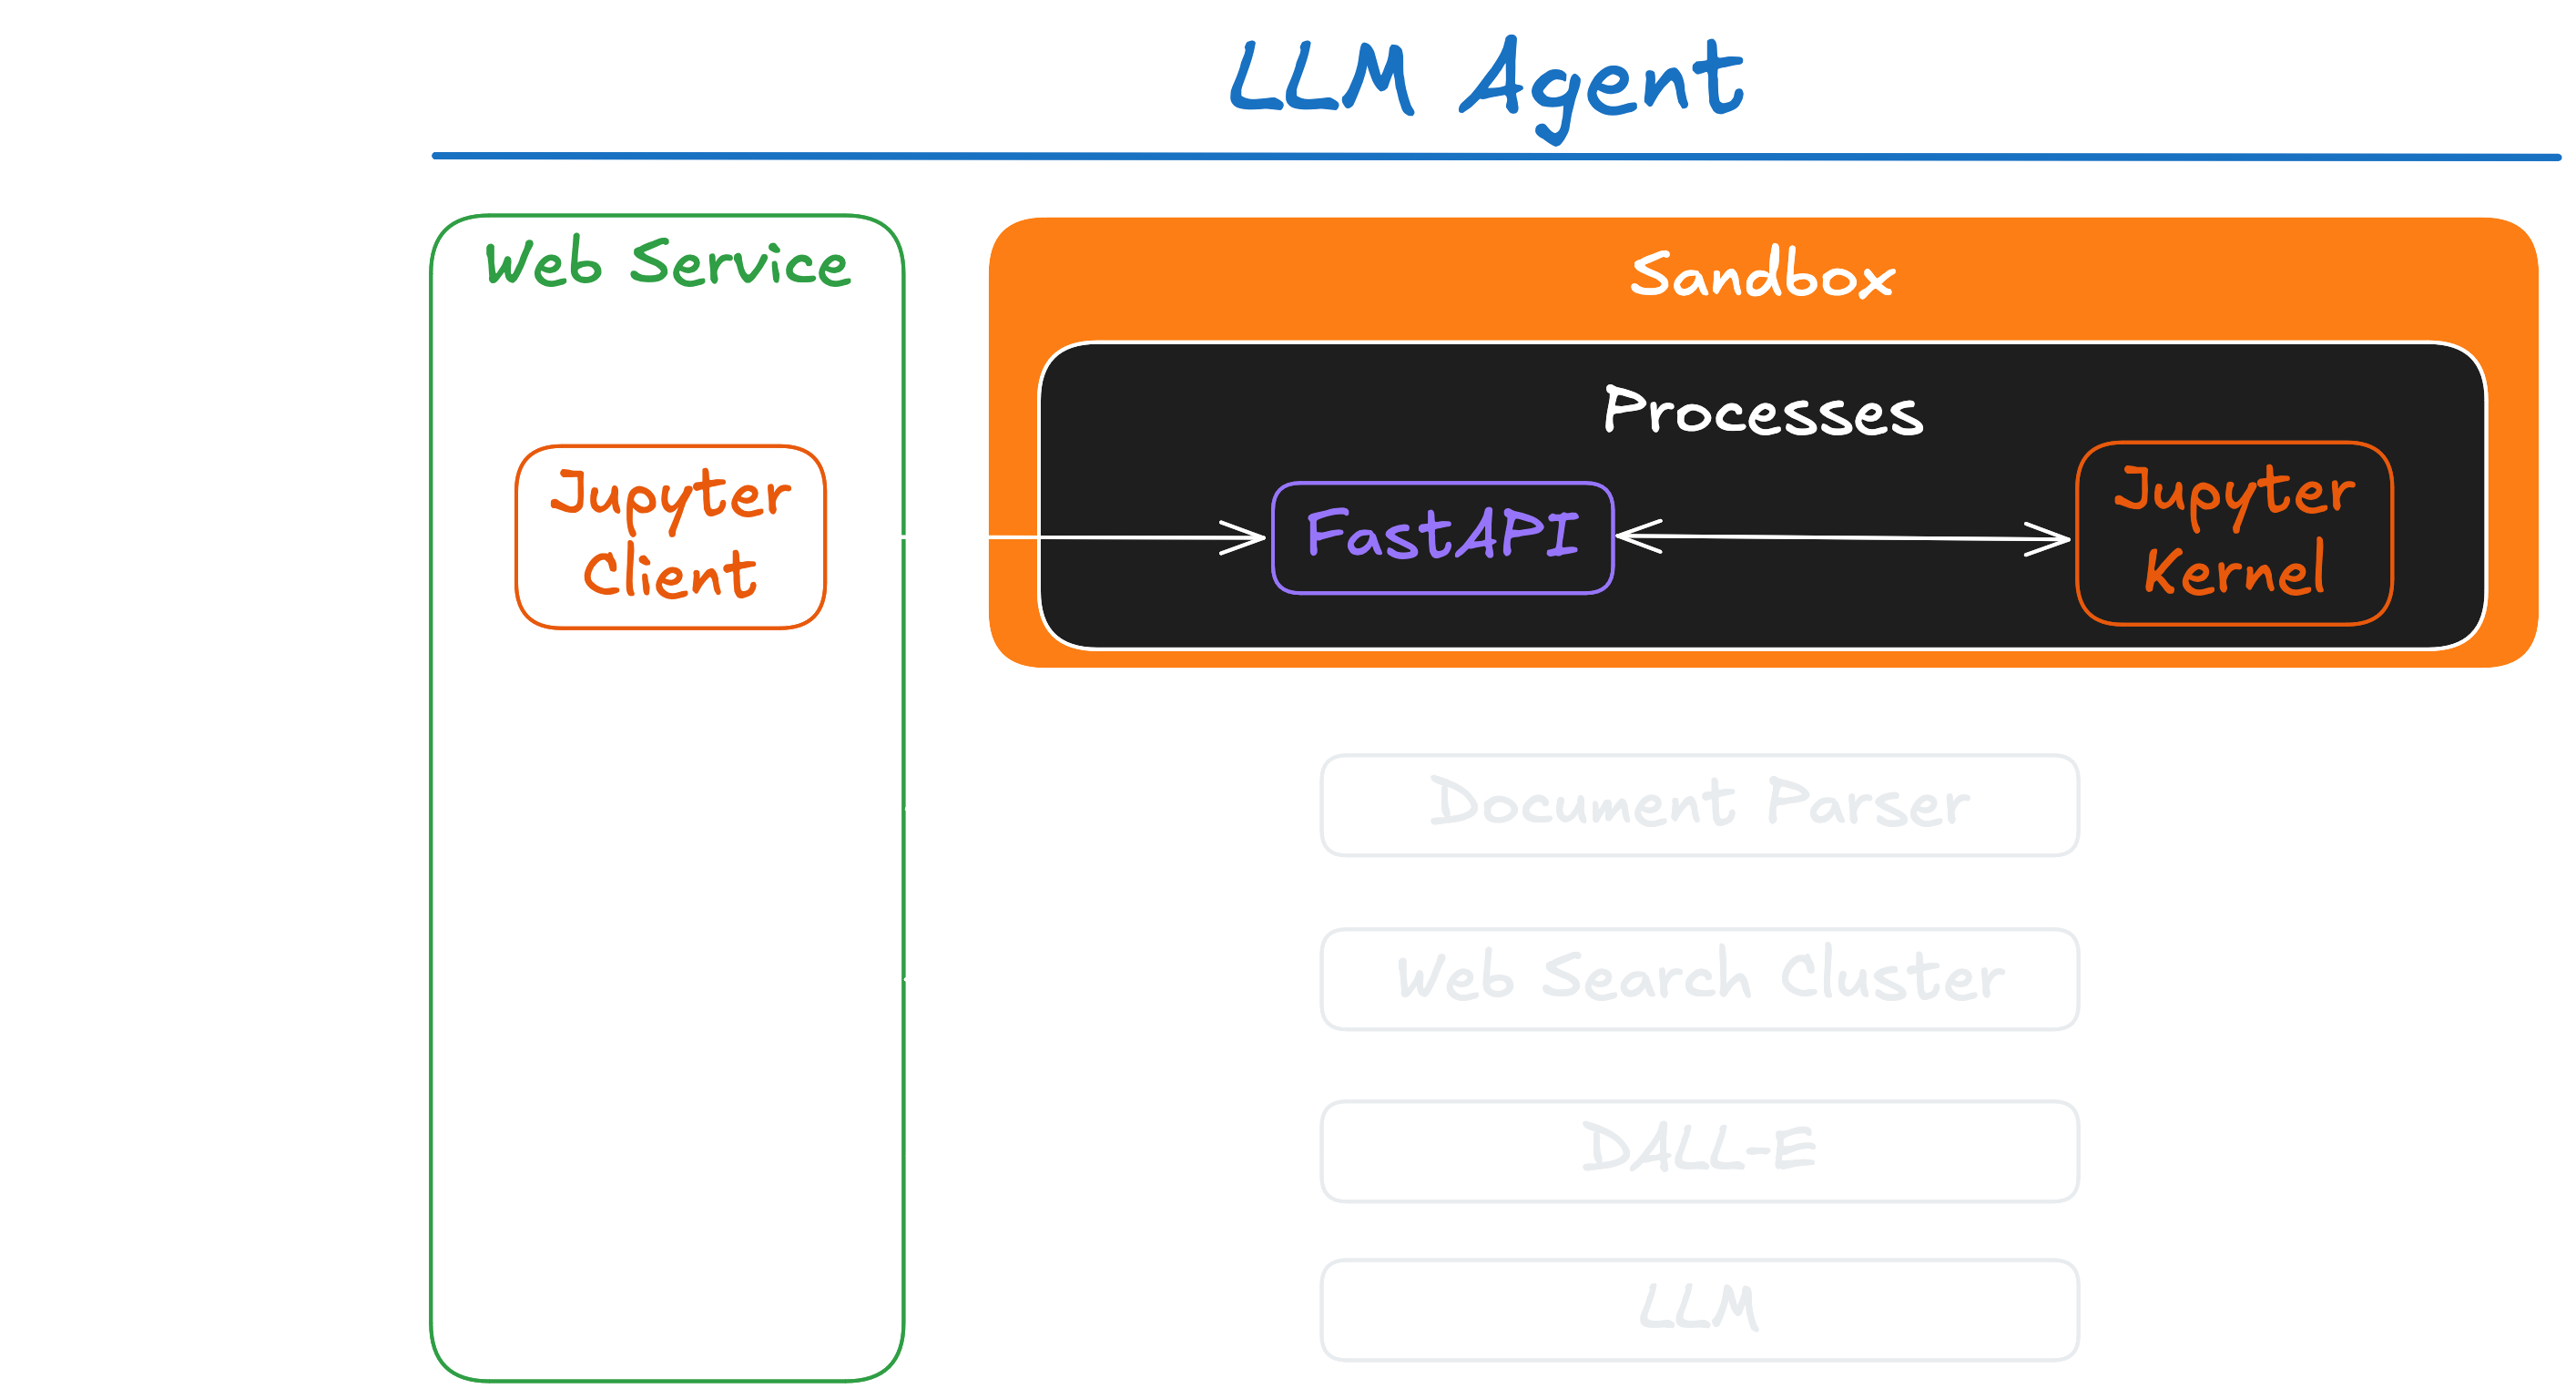 LLM Agent
Web Service
Sandbox
Processes
Jupyter
Client
FastAPI
Jupyter
Kernel
Document Parser
Web Search Cluster
DALL-E
LLM